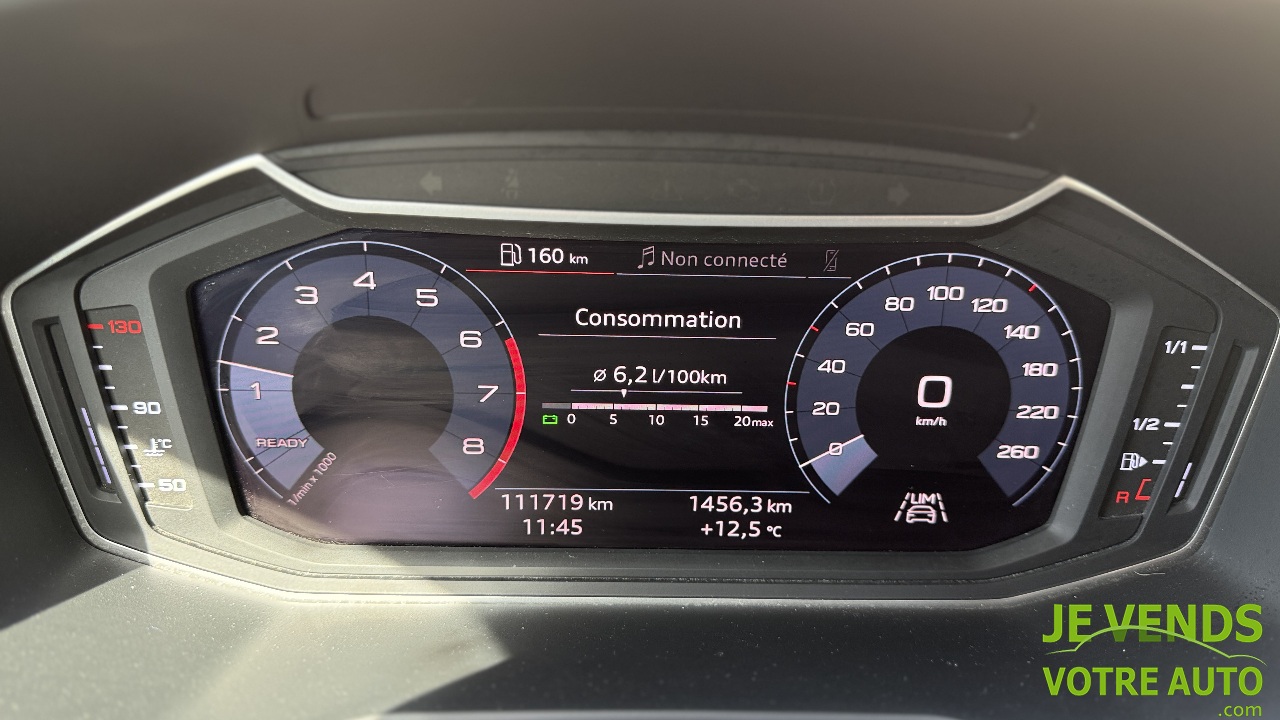 160 km
Non connecté
Consommation
ø 6,2 l/100km
0 5 10 15 20max
111719 km
1456,3 km
11:45
+12,5 °C
1 2 3 4 5 6 7 8
READY
1/min x 1000
0 20 40 60 80 100 120 140 180 220 260
0
km/h
LIM
130
90
°C
50
1/1
1/2
R
JE VENDS
VOTRE AUTO
.com